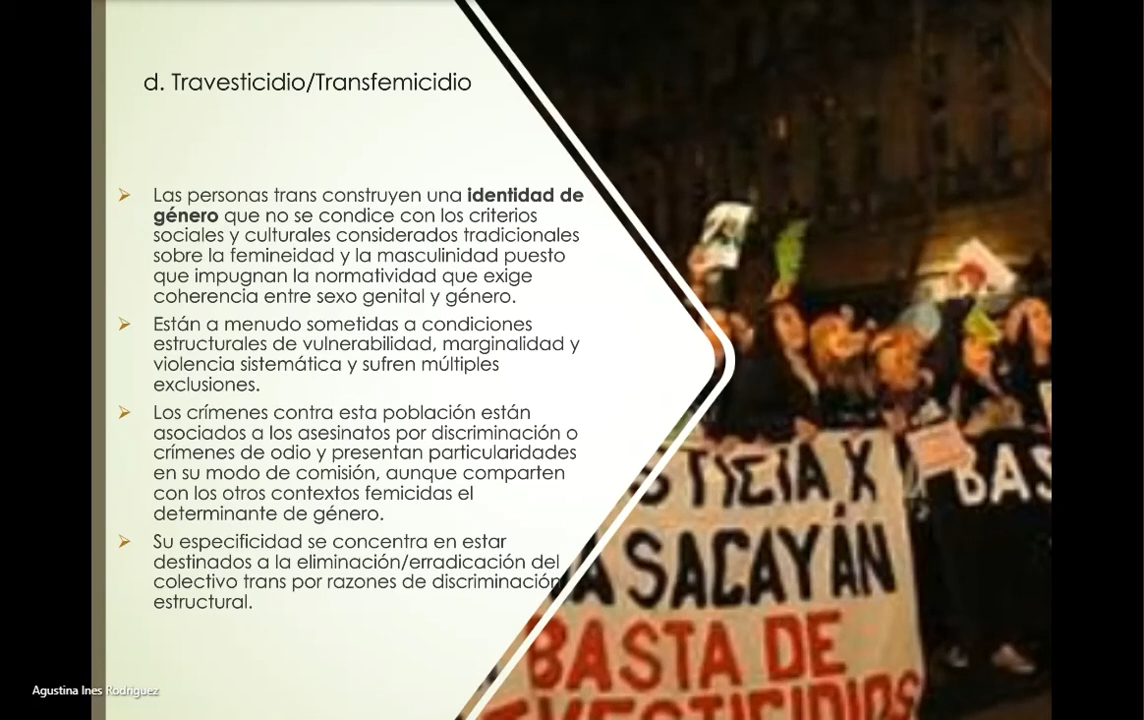 d. Travesticidio/Transfemicidio
Las personas trans construyen una identidad de
género que no se condice con los criterios
sociales y culturales considerados tradicionales
sobre la femineidad y la masculinidad puesto
que impugnan la normatividad que exige
coherencia entre sexo genital y género.
Están a menudo sometidas a condiciones
estructurales de vulnerabilidad, marginalidad y
violencia sistemática y sufren múltiples
exclusiones.
Los crímenes contra esta población están
asociados a los asesinatos por discriminación o
crímenes de odio y presentan particularidades
en su modo de comisión, aunque comparten
con los otros contextos femicidas el
determinante de género.
Su especificidad se concentra en estar
destinados a la eliminación/erradicación del
colectivo trans por razones de discriminación
estructural.
STICIA X
A SACAYÁN
BASTA DE
VESTICIDIOS
BAS
Agustina Ines Rodriguez